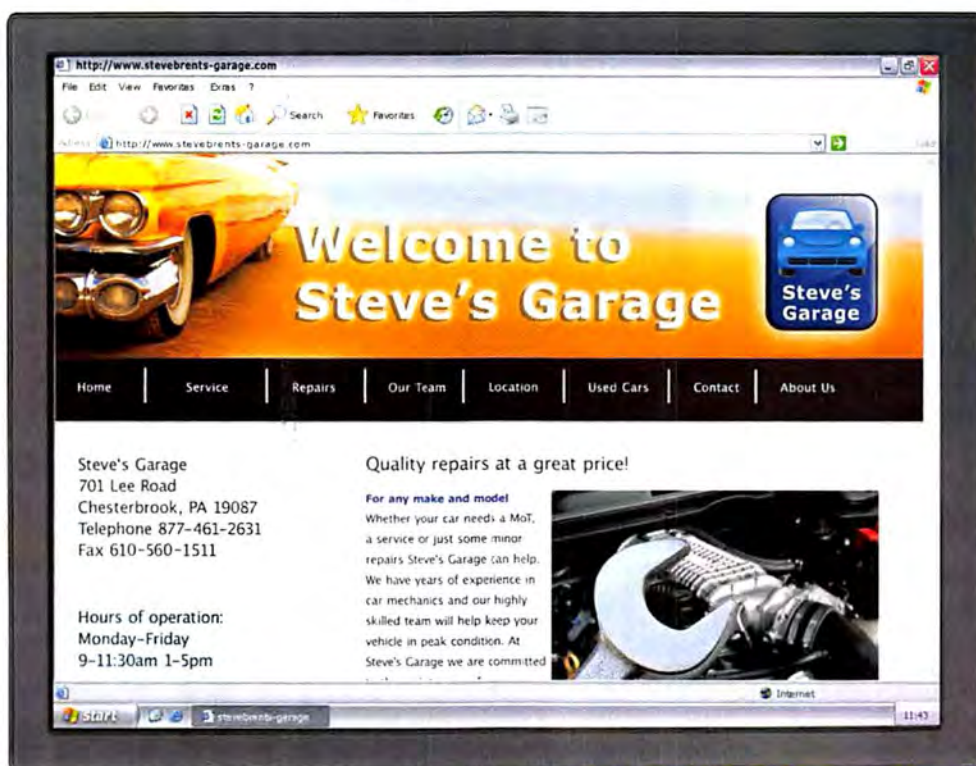 http://www.stevebrents-garage.com
File Edit View Favorites Extras ?
Search Favorites
http://www.stevebrents-garage.com
Welcome to
Steve's Garage
Steve's
Garage
Home Service Repairs Our Team Location Used Cars Contact About Us
Steve's Garage
701 Lee Road
Chesterbrook, PA 19087
Telephone 877-461-2631
Fax 610-560-1511
Hours of operation:
Monday-Friday
9-11:30am 1-5pm
Quality repairs at a great price!
For any make and model
Whether your car needs a MoT,
a service or just some minor
repairs Steve's Garage can help.
We have years of experience in
car mechanics and our highly
skilled team will help keep your
vehicle in peak condition. At
Steve's Garage we are committed
Internet
Start stevebrents-garage 11:43